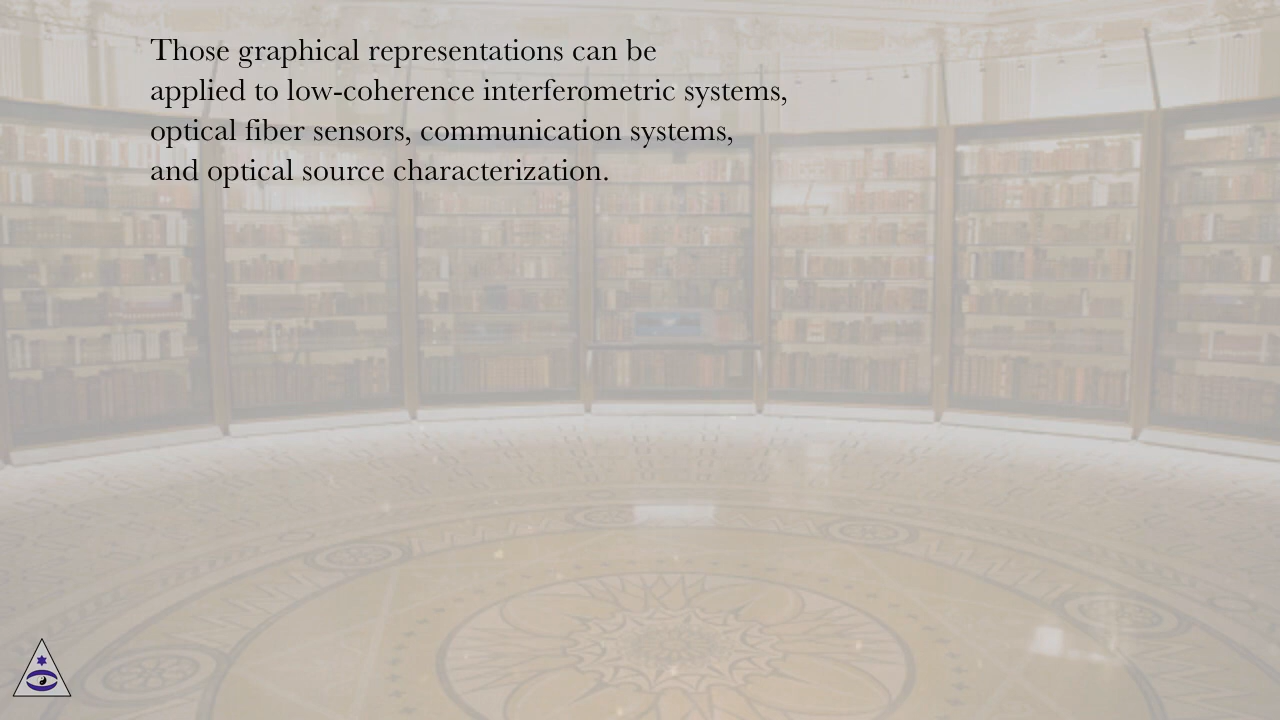 Those graphical representations can be
applied to low-coherence interferometric systems,
optical fiber sensors, communication systems,
and optical source characterization.